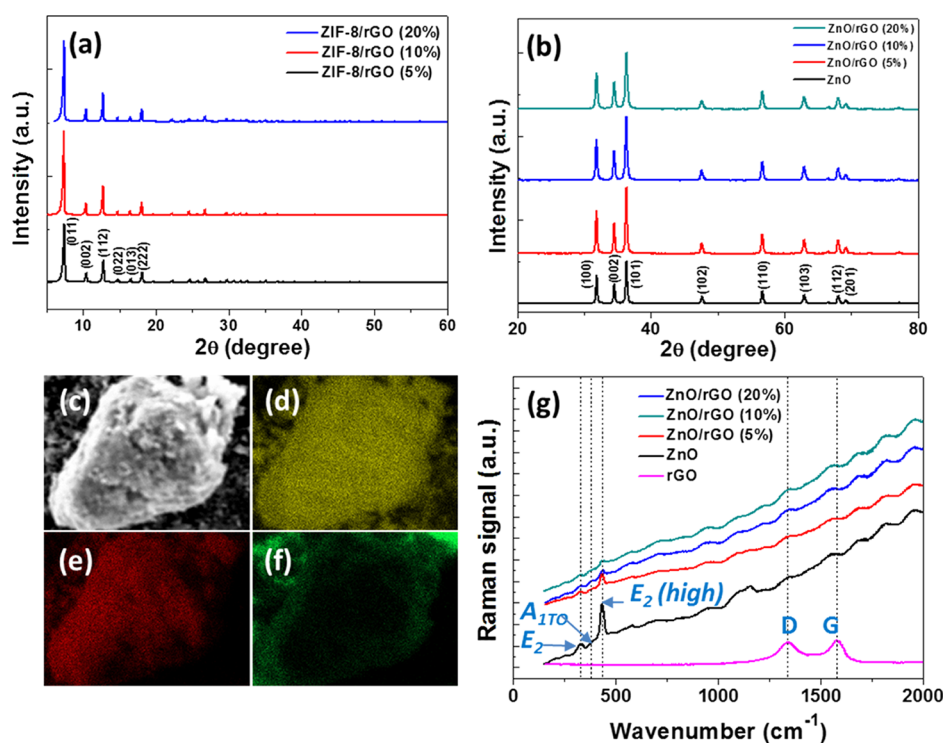 (a)
ZIF-8/rGO (20%)
ZIF-8/rGO (10%)
ZIF-8/rGO (5%)
Intensity (a.u.)
(011)
(002)
(112)
(022)
(013)
(222)
10 20 30 40 50 60
2θ (degree)
(b)
ZnO/rGO (20%)
ZnO/rGO (10%)
ZnO/rGO (5%)
ZnO
Intensity (a.u.)
(100)
(002)
(101)
(102)
(110)
(103)
(112)
(201)
20 40 60 80
2θ (degree)
(c)
(d)
(e)
(f)
(g)
ZnO/rGO (20%)
ZnO/rGO (10%)
ZnO/rGO (5%)
ZnO
rGO
Raman signal (a.u.)
E2 (high)
A1TO
E2
D
G
0 500 1000 1500 2000
Wavenumber (cm-1)